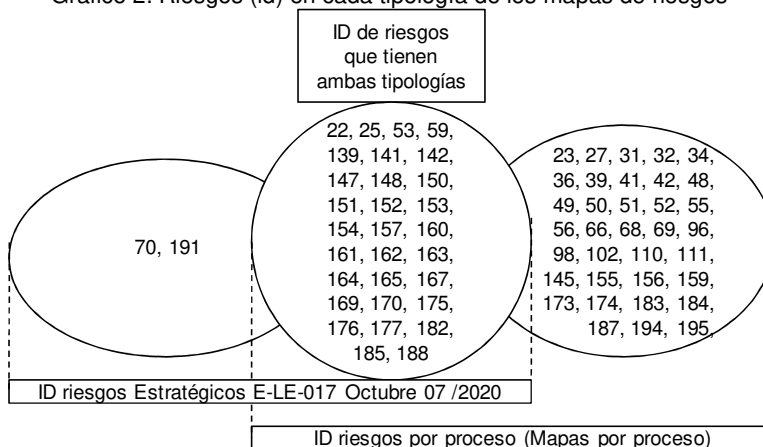 Gráfico 2. Riesgos (id) en cada tipología de los mapas de riesgos
ID de riesgos
que tienen
ambas tipologías
70, 191
22, 25, 53, 59,
139, 141, 142,
147, 148, 150,
151, 152, 153,
154, 157, 160,
161, 162, 163,
164, 165, 167,
169, 170, 175,
176, 177, 182,
185, 188
23, 27, 31, 32, 34,
36, 39, 41, 42, 48,
49, 50, 51, 52, 55,
56, 66, 68, 69, 96,
98, 102, 110, 111,
145, 155, 156, 159,
173, 174, 183, 184,
187, 194, 195,
ID riesgos Estratégicos E-LE-017 Octubre 07 /2020
ID riesgos por proceso (Mapas por proceso)